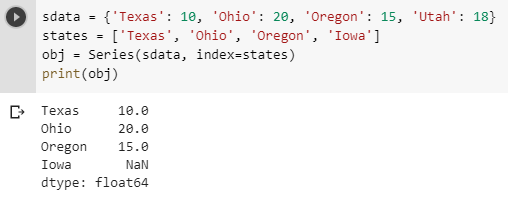 sdata = {'Texas': 10, 'Ohio': 20, 'Oregon': 15, 'Utah': 18}
states = ['Texas', 'Ohio', 'Oregon', 'Iowa']
obj = Series(sdata, index=states)
print(obj)
Texas     10.0
Ohio      20.0
Oregon    15.0
Iowa       NaN
dtype: float64